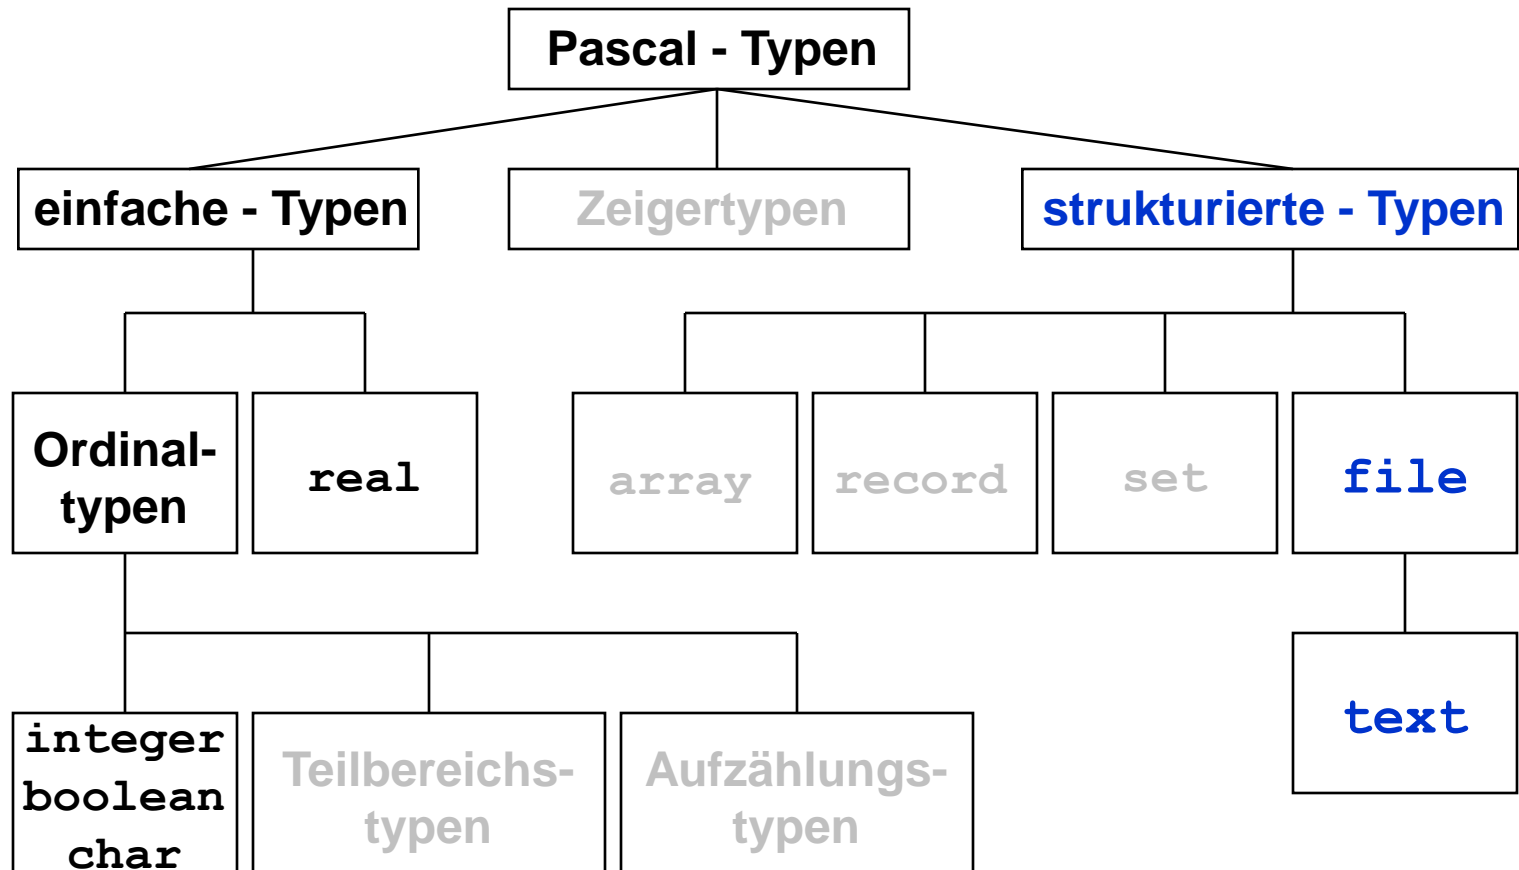 Pascal - Typen
einfache - Typen
Zeigertypen
strukturierte - Typen
Ordinal-
typen
real
array
record
set
file
integer
boolean
char
Teilbereichs-
typen
Aufzählungs-
typen
text